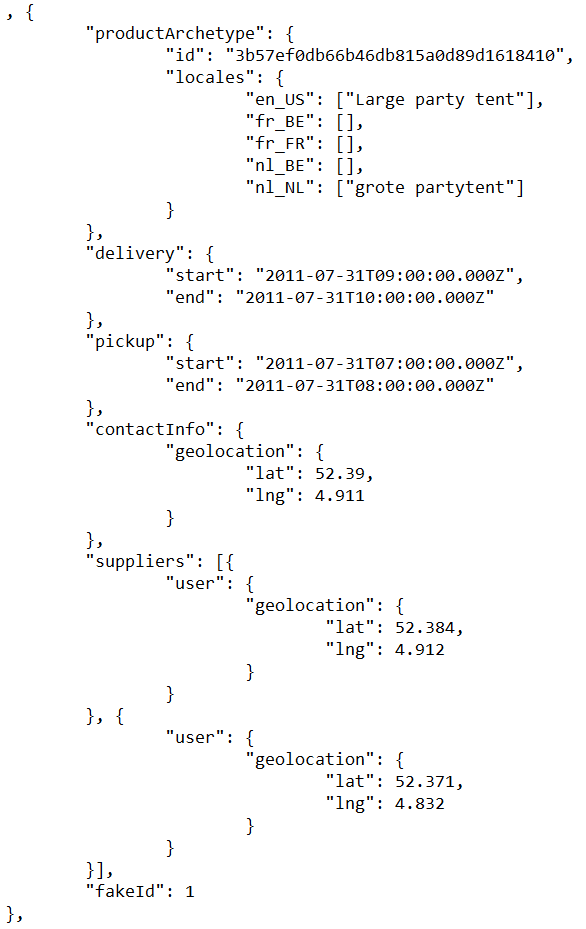 , {
        "productArchetype": {
                "id": "3b57ef0db66b46db815a0d89d1618410",
                "locales": {
                        "en_US": ["Large party tent"],
                        "fr_BE": [],
                        "fr_FR": [],
                        "nl_BE": [],
                        "nl_NL": ["grote partytent"]
                }
        },
        "delivery": {
                "start": "2011-07-31T09:00:00.000Z",
                "end": "2011-07-31T10:00:00.000Z"
        },
        "pickup": {
                "start": "2011-07-31T07:00:00.000Z",
                "end": "2011-07-31T08:00:00.000Z"
        },
        "contactInfo": {
                "geolocation": {
                        "lat": 52.39,
                        "lng": 4.911
                }
        },
        "suppliers": [{
                "user": {
                        "geolocation": {
                                "lat": 52.384,
                                "lng": 4.912
                        }
                }
        }, {
                "user": {
                        "geolocation": {
                                "lat": 52.371,
                                "lng": 4.832
                        }
                }
        }],
        "fakeId": 1
},